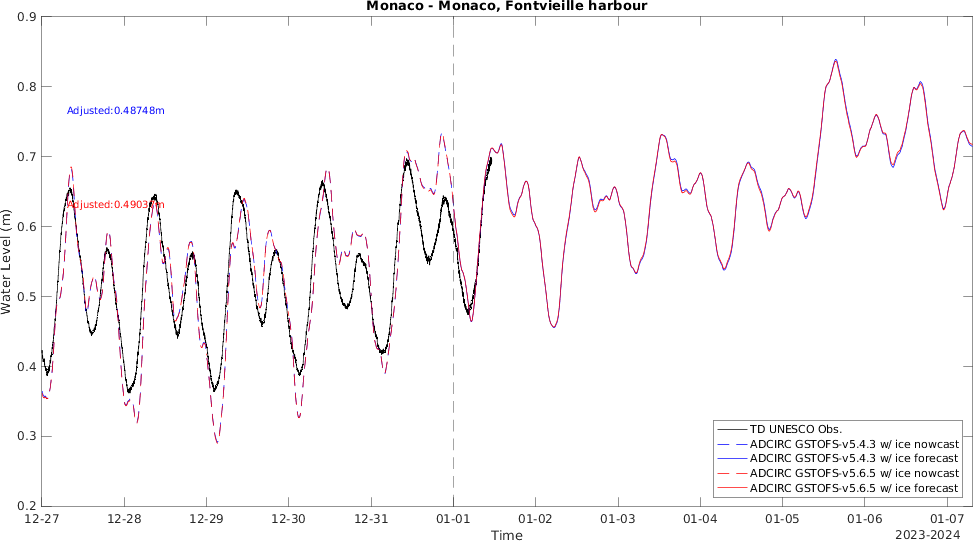 Monaco - Monaco, Fontvieille harbour
0.9
0.8
0.7
0.6
0.5
0.4
0.3
0.2
Water Level (m)
Adjusted:0.48748m
12-27
12-28
12-29
12-30
12-31
01-01
01-02
01-03
01-04
01-05
01-06
01-07
2023-2024
Time
TD UNESCO Obs.
ADCIRC GSTOFS-v5.4.3 w/ ice nowcast
ADCIRC GSTOFS-v5.4.3 w/ ice forecast
ADCIRC GSTOFS-v5.6.5 w/ ice nowcast
ADCIRC GSTOFS-v5.6.5 w/ ice forecast